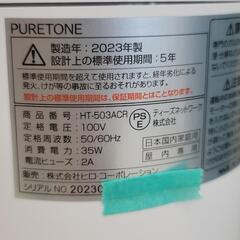 PURETONE
製造年：2023年製
設計上の標準使用期間：5年
標準使用期間を超えて使用されますと、経年劣化による
発火、けが等の事故に至るおそれがあります。
設計上の標準使用期間は、保証期間とは異なります。
品番 HT-503ACR
定格電圧：100V
定格周波数：50/60Hz
消費電力：35W
電流ヒューズ：2A
PSE
ティーズネットワーク
株式会社
日本国内家庭用
屋内専用
販売：株式会社ヒロ・コーポレーション
シリアル NO. 2023